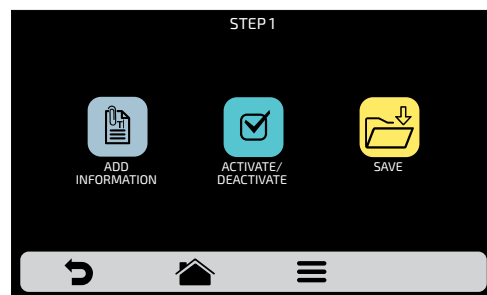 STEP 1
ADD
INFORMATION
ACTIVATE/
DEACTIVATE
SAVE